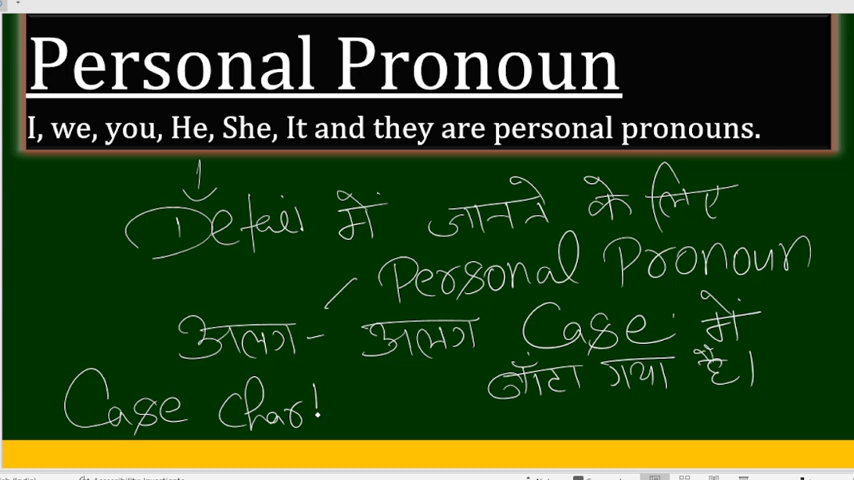 Personal Pronoun
I, we, you, He, She, It and they are personal pronouns.
Detail में जानने के लिए
Personal Pronoun
अलग - अलग Case में
बाँटा गया है।
Case Char